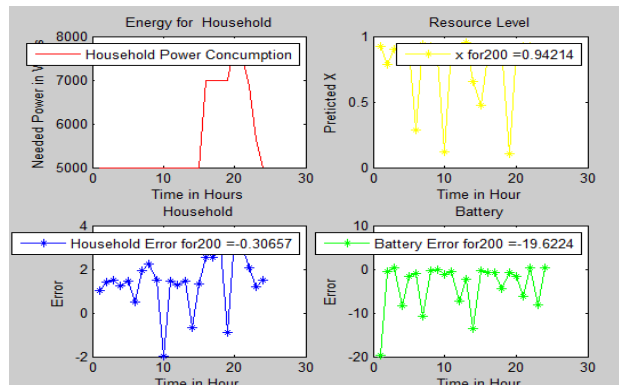 Energy for Household
8000
7000
6000
5000
Needed Power in
Household Power Concumption
0 10 20 30
Time in Hours
Resource Level
1
0.5
0
Preticted X
x for200 =0.94214
0 10 20 30
Time in Hour
Household
4
2
0
-2
Error
Household Error for200 =-0.30657
0 10 20 30
Time in Hour
Battery
10
0
-10
-20
Error
Battery Error for200 =-19.6224
0 10 20 30
Time in Hour